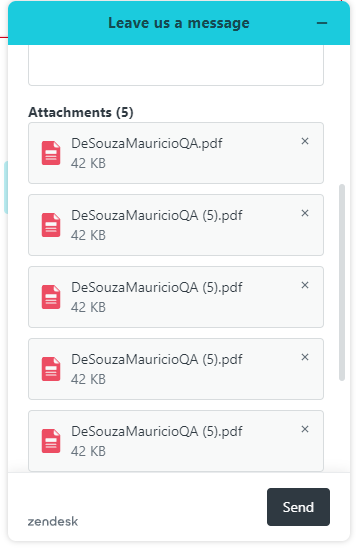 Leave us a message
Attachments (5)
DeSouzaMauricioQA.pdf
42 KB
DeSouzaMauricioQA (5).pdf
42 KB
DeSouzaMauricioQA (5).pdf
42 KB
DeSouzaMauricioQA (5).pdf
42 KB
DeSouzaMauricioQA (5).pdf
42 KB
Send
zendesk